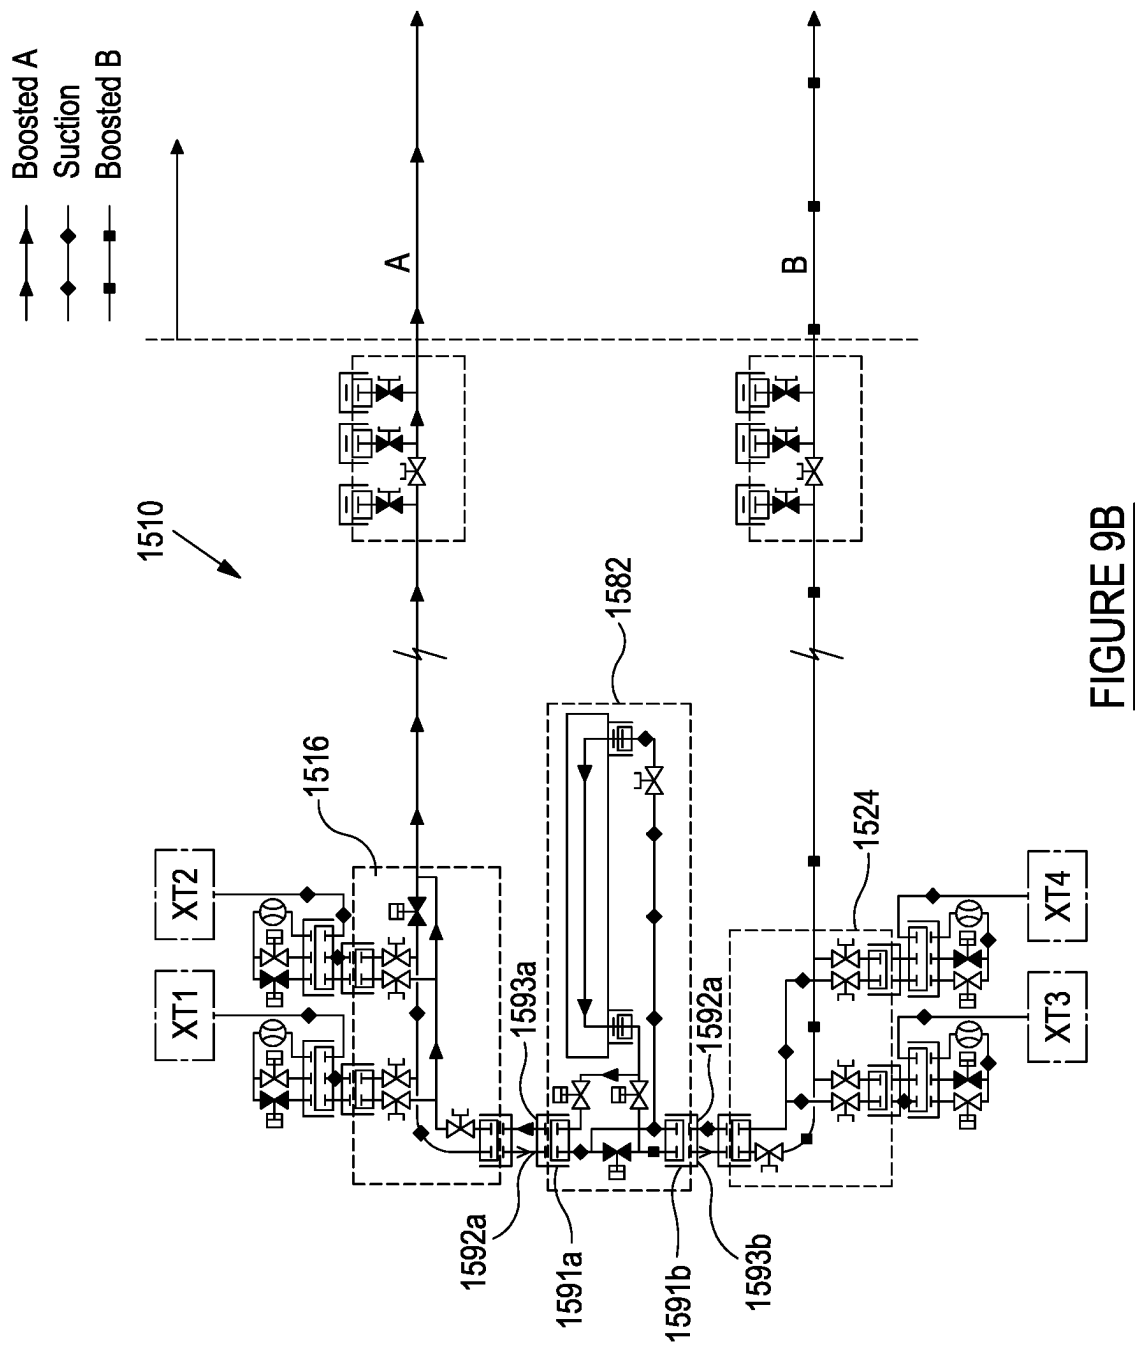 Boosted A
Suction
Boosted B
A
B
1510
1582
1516
1524
XT2
XT1
XT4
XT3
1593a
1592a
1592a
1591a
1591b
1593b
FIGURE 9B